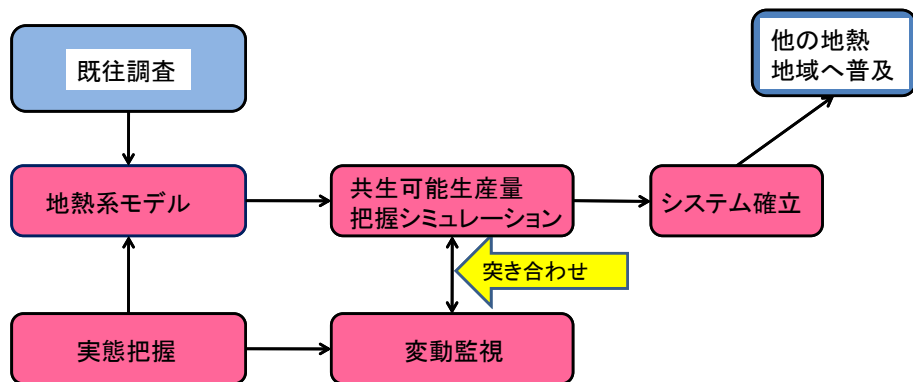 他の地熱
地域へ普及
既往調査
地熱系モデル
共生可能生産量
把握シミュレーション
システム確立
突き合わせ
実態把握
変動監視